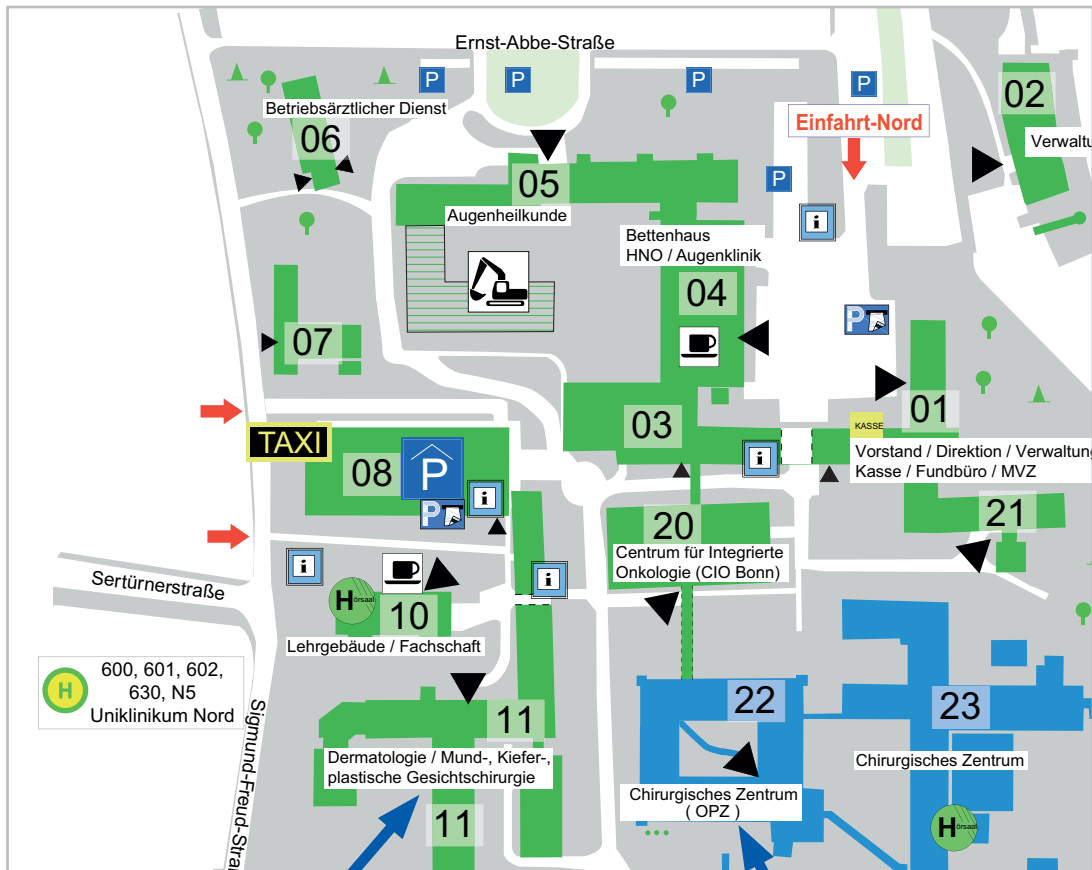 Ernst-Abbe-Straße
P
P
P
P
02
Betriebsärztlicher Dienst
06
Einfahrt-Nord
Verwaltu
05
P
Augenheilkunde
i
Bettenhaus
HNO / Augenklinik
04
P
07
01
03
KASSE
TAXI
08
P
i
Vorstand / Direktion / Verwaltung
Kasse / Fundbüro / MVZ
i
P
20
21
Centrum für Integrierte
Onkologie (CIO Bonn)
i
i
Sertürnerstraße
H
Hörsaal
10
Lehrgebäude / Fachschaft
H
600, 601, 602,
630, N5
Uniklinikum Nord
Sigmund-Freud-Straß
11
22
23
Dermatologie / Mund-, Kiefer-,
plastische Gesichtschirurgie
Chirurgisches Zentrum
Chirurgisches Zentrum
( OPZ )
11
H
Hörsaal